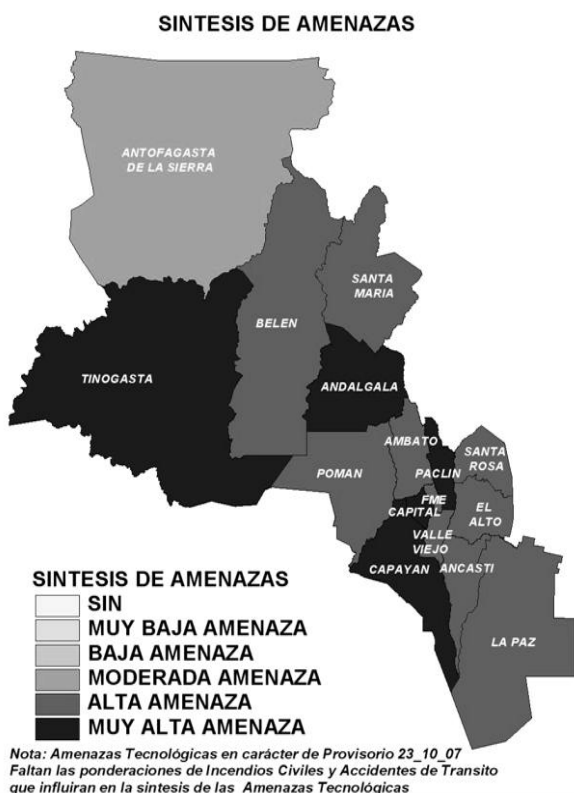 SINTESIS DE AMENAZAS
ANTOFAGASTA
DE LA SIERRA
SANTA
MARIA
BELEN
TINOGASTA
ANDALGALA
AMBATO
SANTA
ROSA
POMAN
PACLIN
FME
CAPITAL
EL
ALTO
VALLE
VIEJO
CAPAYAN
ANCASTI
LA PAZ
SINTESIS DE AMENAZAS
SIN
MUY BAJA AMENAZA
BAJA AMENAZA
MODERADA AMENAZA
ALTA AMENAZA
MUY ALTA AMENAZA
Nota: Amenazas Tecnológicas en carácter de Provisorio 23_10_07
Faltan las ponderaciones de Incendios Civiles y Accidentes de Transito
que influiran en la sintesis de las Amenazas Tecnológicas